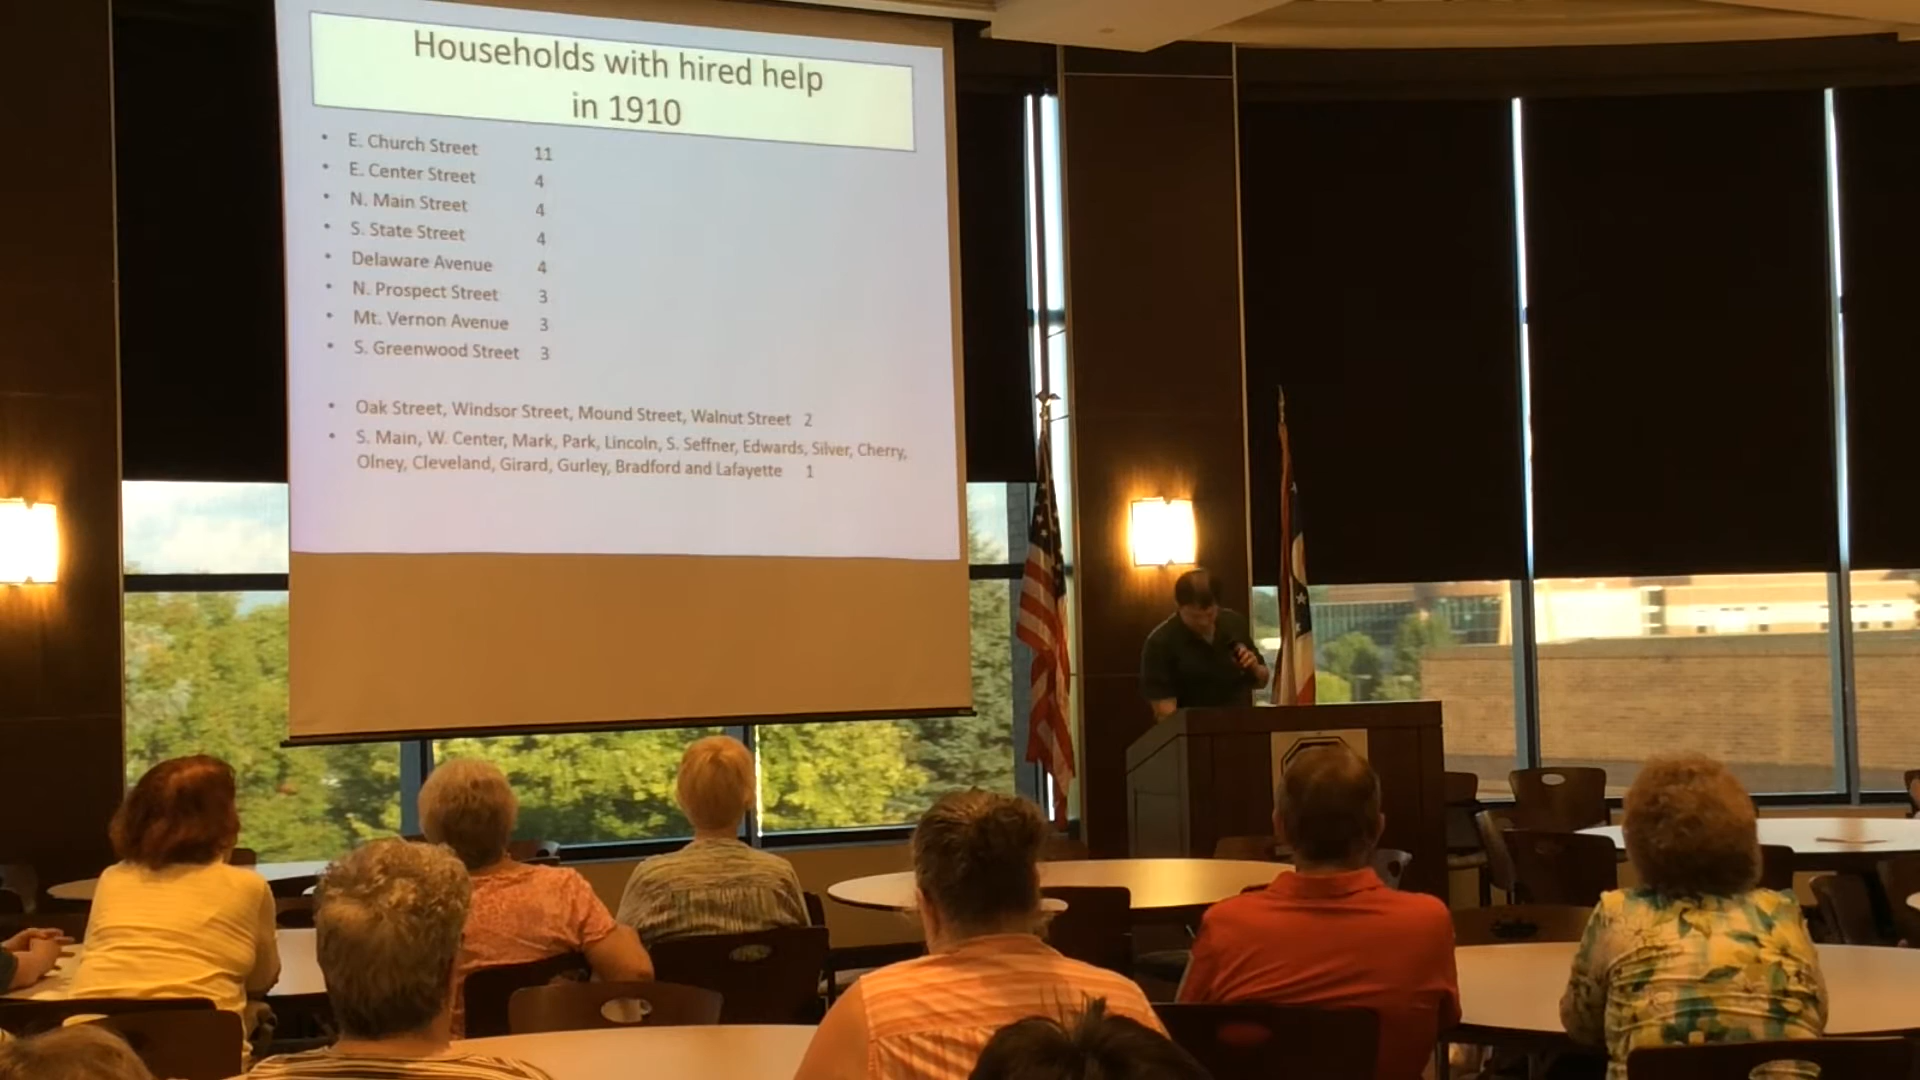 Households with hired help
in 1910
• E. Church Street 11
• E. Center Street 4
• N. Main Street 4
• S. State Street 4
• Delaware Avenue 4
• N. Prospect Street 3
• Mt. Vernon Avenue 3
• S. Greenwood Street 3
• Oak Street, Windsor Street, Mound Street, Walnut Street 2
• S. Main, W. Center, Mark, Park, Lincoln, S. Seffner, Edwards, Silver, Cherry,
Olney, Cleveland, Girard, Gurley, Bradford and Lafayette 1